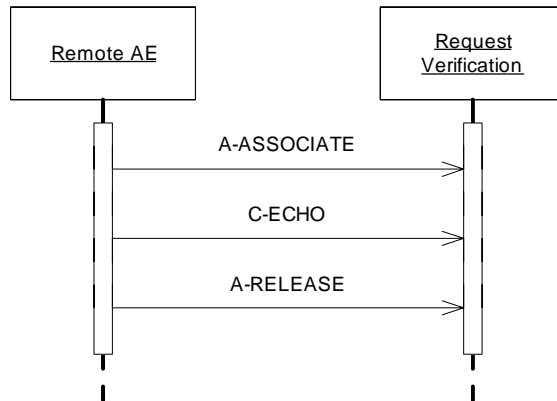 Remote AE
Request
Verification
A-ASSOCIATE
C-ECHO
A-RELEASE